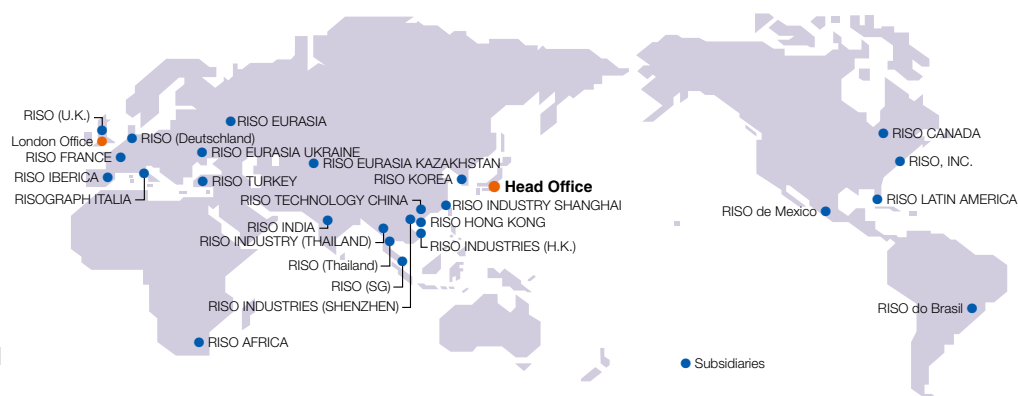 RISO (U.K.)
London Office
RISO FRANCE
RISO IBERICA
RISOGRAPH ITALIA
RISO (Deutschland)
RISO EURASIA
RISO EURASIA UKRAINE
RISO TURKEY
RISO EURASIA KAZAKHSTAN
RISO KOREA
Head Office
RISO TECHNOLOGY CHINA
RISO INDUSTRY SHANGHAI
RISO HONG KONG
RISO INDUSTRIES (H.K.)
RISO INDIA
RISO INDUSTRY (THAILAND)
RISO (Thailand)
RISO (SG)
RISO INDUSTRIES (SHENZHEN)
RISO AFRICA
RISO CANADA
RISO, INC.
RISO LATIN AMERICA
RISO de Mexico
RISO do Brasil
Subsidiaries